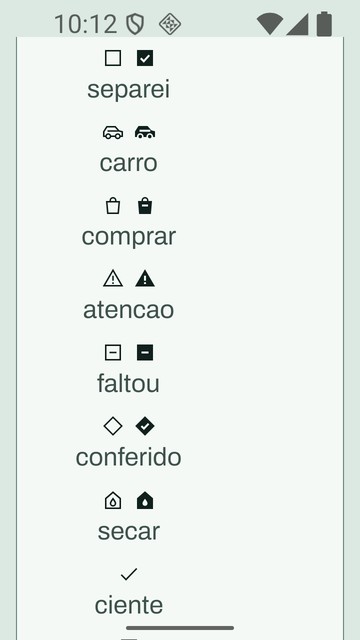 10:12
separei
carro
comprar
atencao
faltou
conferido
secar
ciente